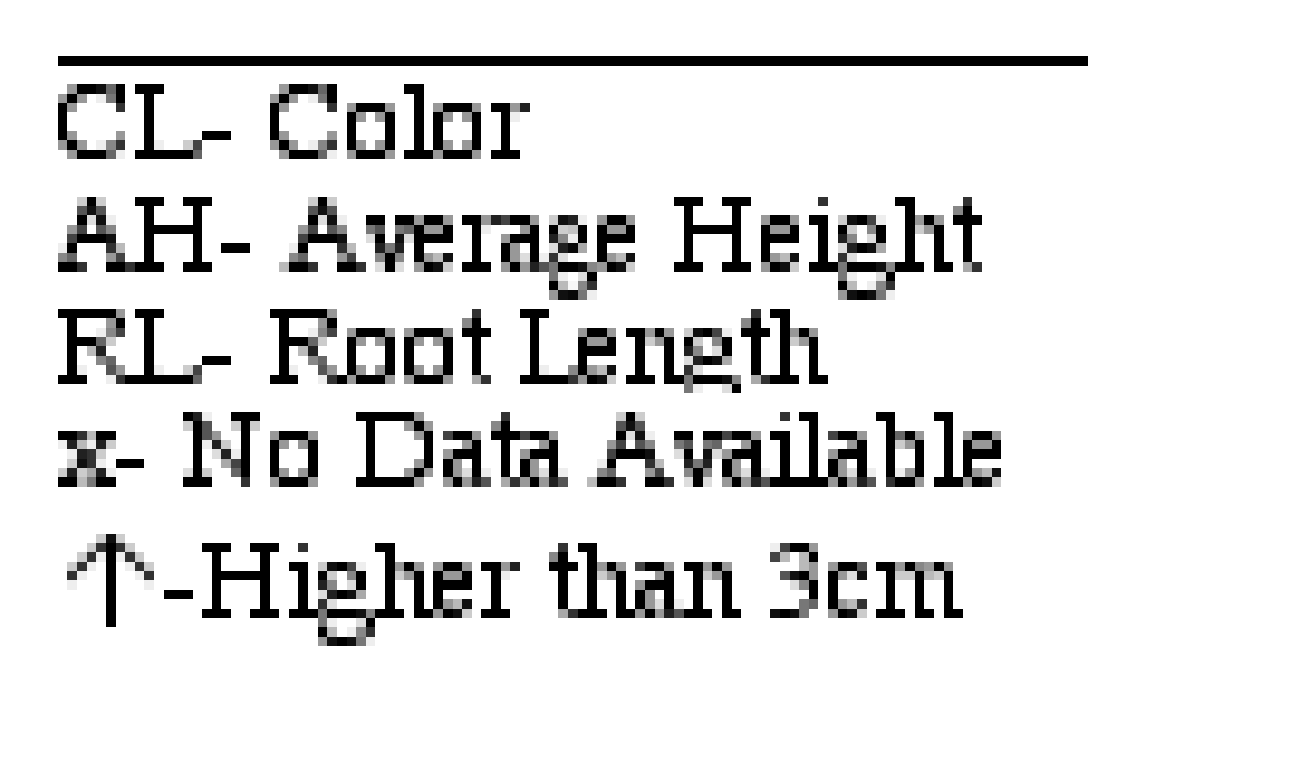 CL- Color
AH- Average Height
RL- Root Length
x- No Data Available
↑-Higher than 3cm